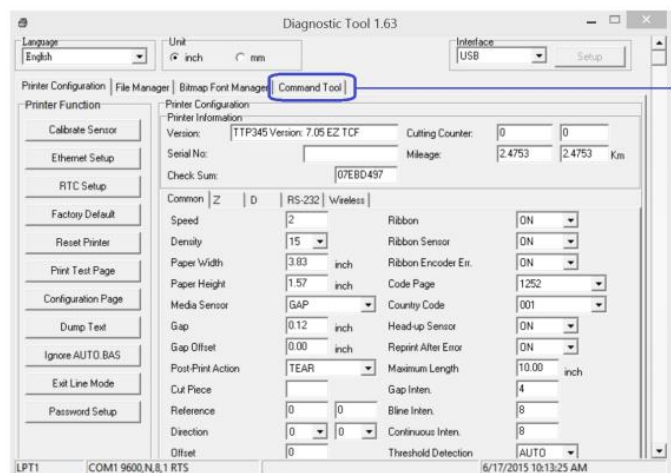 Diagnostic Tool 1.63
Language
English
Unit
inch
mm
Interface
USB
Setup
Printer Configuration
File Manager
Bitmap Font Manager
Command Tool
Printer Function
Calibrate Sensor
Ethernet Setup
RTC Setup
Factory Default
Reset Printer
Print Test Page
Configuration Page
Dump Text
Ignore AUTO.BAS
Exit Line Mode
Password Setup
Printer Configuration
Printer Information
Version: TTP345 Version: 7.05 EZ TCF
Cutting Counter: 0 0
Serial No:
Mileage: 2.4753 2.4753 Km
Check Sum: 07EBD497
Common Z D RS-232 Wireless
Speed 2
Ribbon ON
Density 15
Ribbon Sensor ON
Paper Width 3.83 inch
Ribbon Encoder Err. ON
Paper Height 1.57 inch
Code Page 1252
Media Sensor GAP
Country Code 001
Gap 0.12 inch
Head-up Sensor ON
Gap Offset 0.00 inch
Reprint After Error ON
Post-Print Action TEAR
Maximum Length 10.00 inch
Cut Piece
Gap Inten. 4
Reference 0 0
Bline Inten. 8
Direction 0 0
Continuous Inten. 8
Offset 0
Threshold Detection AUTO
LPT1 COM1 9600,N,8,1 RTS 6/17/2015 10:13:25 AM